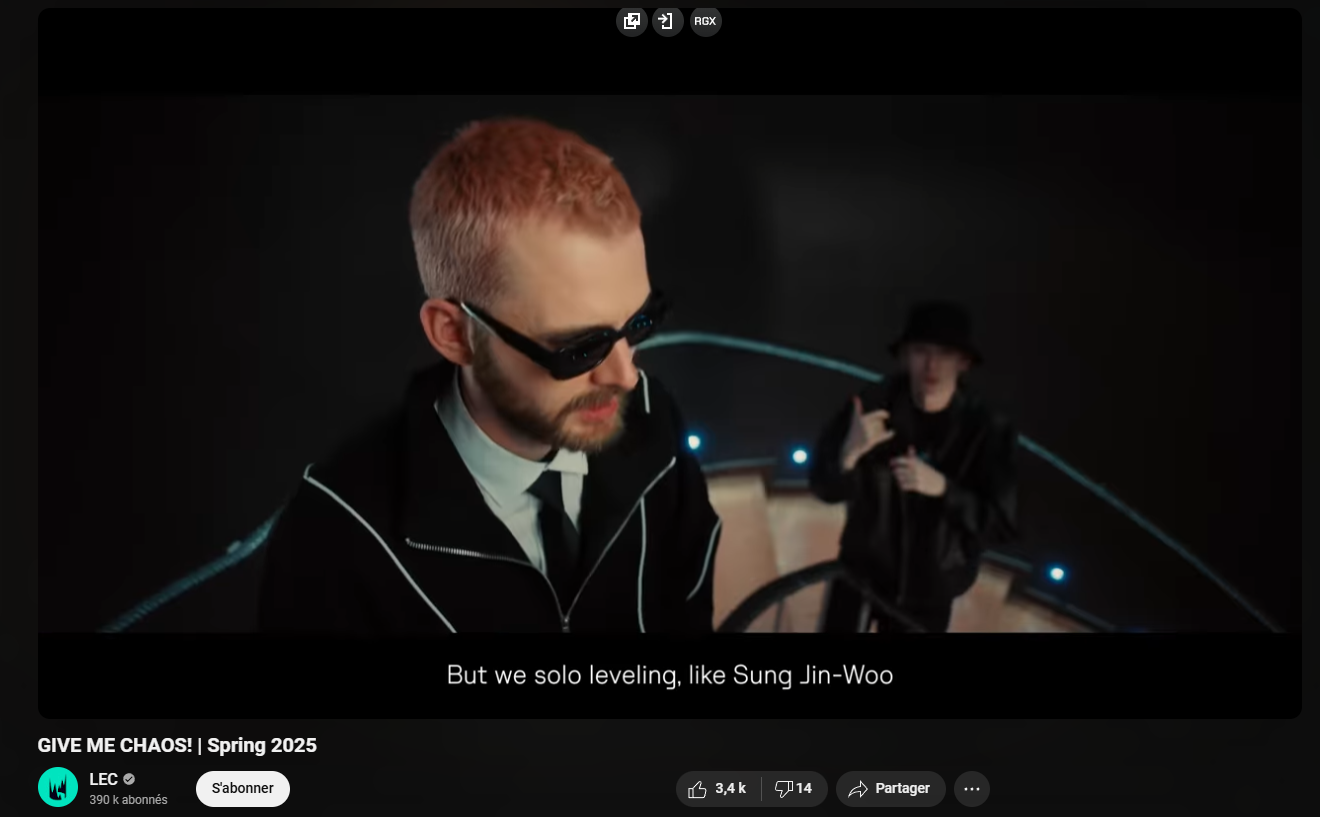 RGX
But we solo leveling, like Sung Jin-Woo
GIVE ME CHAOS! | Spring 2025
LEC
390 k abonnés
S'abonner
3,4 k
14
Partager